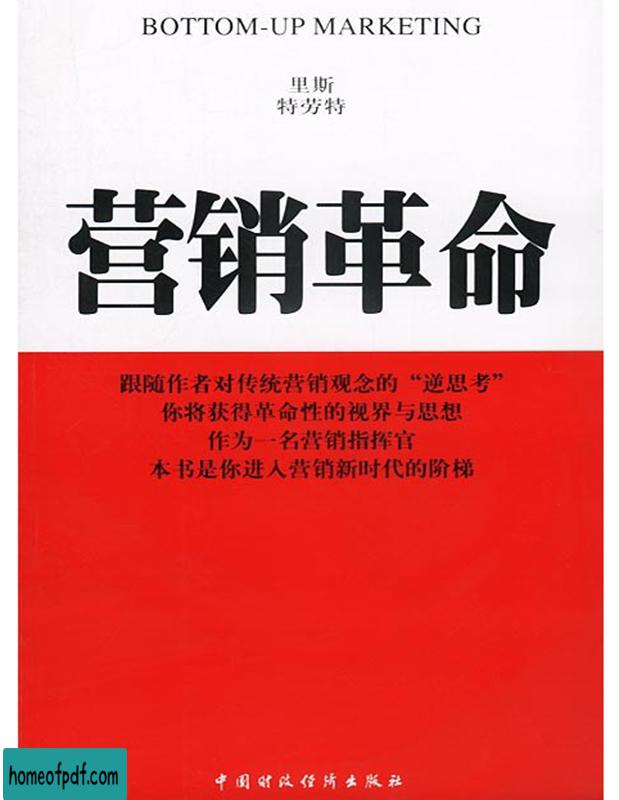 BOTTOM-UP MARKETING
里斯
特劳特
营销革命
跟随作者对传统营销观念的“逆思考”
你将获得革命性的视界与思想
作为一名营销指挥官
本书是你进入营销新时代的阶梯
中国财政经济出版社
homeofpdf.com